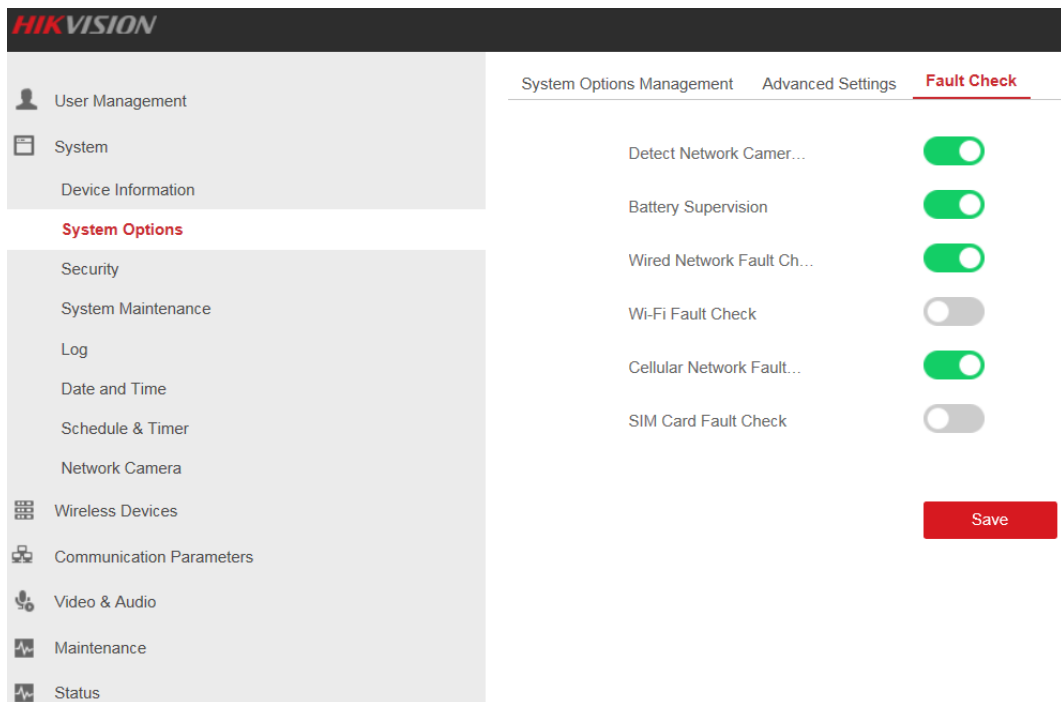 HIKVISION
User Management
System
Device Information
System Options
Security
System Maintenance
Log
Date and Time
Schedule & Timer
Network Camera
Wireless Devices
Communication Parameters
Video & Audio
Maintenance
Status
System Options Management Advanced Settings Fault Check
Detect Network Camer...
Battery Supervision
Wired Network Fault Ch...
Wi-Fi Fault Check
Cellular Network Fault...
SIM Card Fault Check
Save